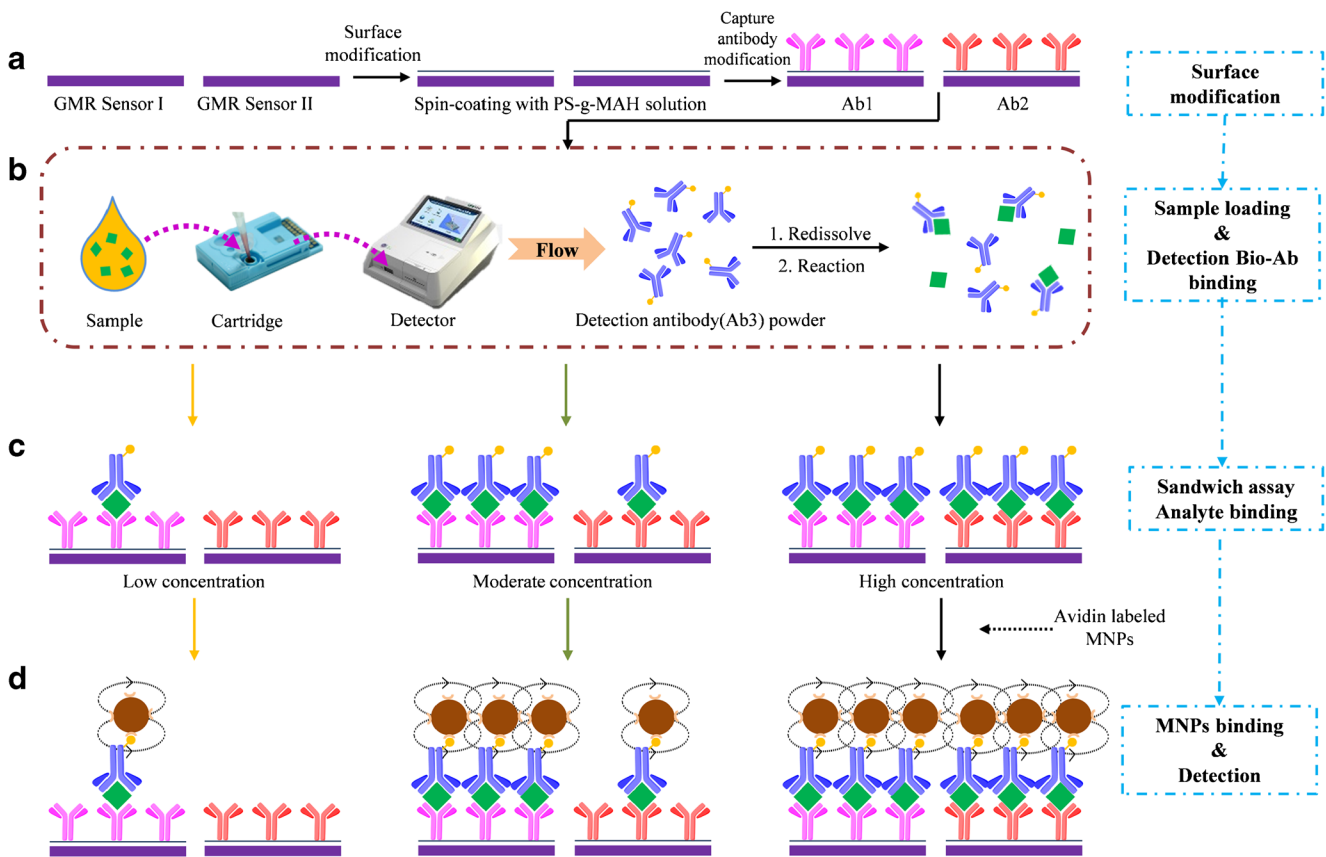 a
GMR Sensor I
GMR Sensor II
Surface
modification
Spin-coating with PS-g-MAH solution
Capture
antibody
modification
Ab1
Ab2
Surface
modification
b
Sample
Cartridge
Detector
Flow
Detection antibody(Ab3) powder
1. Redissolve
2. Reaction
Sample loading
&
Detection Bio-Ab
binding
c
Low concentration
Moderate concentration
High concentration
Sandwich assay
Analyte binding
Avidin labeled
MNPs
d
MNPs binding
&
Detection